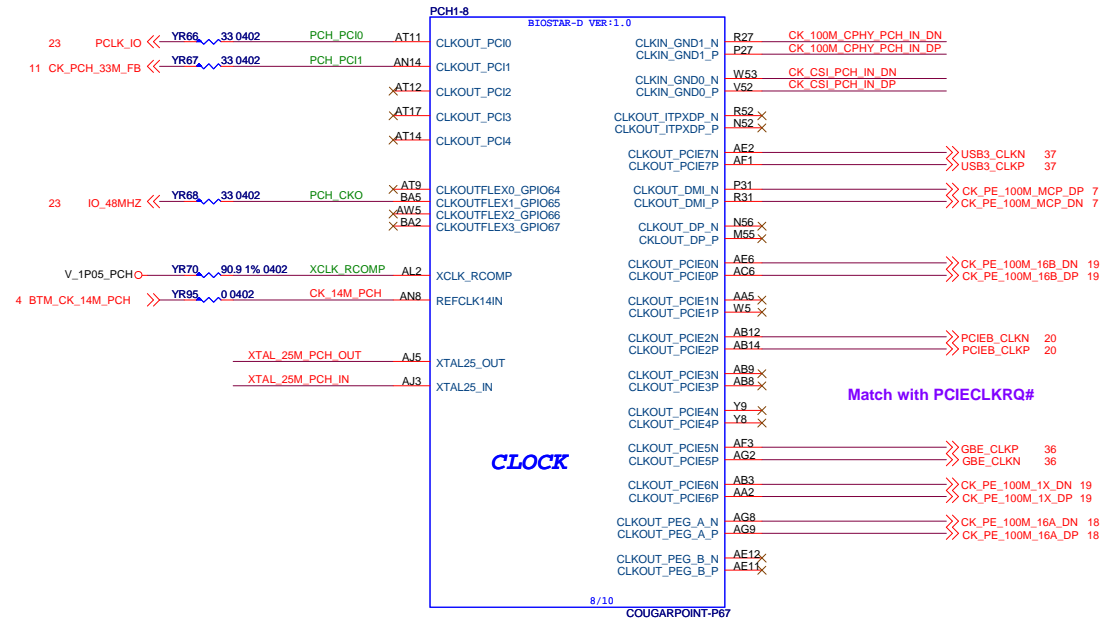 PCH1-8
BIOSTAR-D VER:1.0
23 PCLK_IO YR66 33 0402 PCH_PCI0 AT11 CLKOUT_PCI0
11 CK_PCH_33M_FB YR67 33 0402 PCH_PCI1 AN14 CLKOUT_PCI1
AT12 CLKOUT_PCI2
AT17 CLKOUT_PCI3
AT14 CLKOUT_PCI4
AT9 CLKOUTFLEX0_GPIO64
23 IO_48MHZ YR68 33 0402 PCH_CKO BA5 CLKOUTFLEX1_GPIO65
AW5 CLKOUTFLEX2_GPIO66
BA2 CLKOUTFLEX3_GPIO67
V_1P05_PCH YR70 90.9 1% 0402 XCLK_RCOMP AL2 XCLK_RCOMP
4 BTM_CK_14M_PCH YR95 0 0402 CK_14M_PCH AN8 REFCLK14IN
XTAL_25M_PCH_OUT AJ5 XTAL25_OUT
XTAL_25M_PCH_IN AJ3 XTAL25_IN
CLOCK
CLKIN_GND1_N R27 CK_100M_CPHY_PCH_IN_DN
CLKIN_GND1_P P27 CK_100M_CPHY_PCH_IN_DP
CLKIN_GND0_N W53 CK_CSI_PCH_IN_DN
CLKIN_GND0_P V52 CK_CSI_PCH_IN_DP
CLKOUT_ITPXDP_N R52
CLKOUT_ITPXDP_P N52
CLKOUT_PCIE7N AE2 USB3_CLKN 37
CLKOUT_PCIE7P AF1 USB3_CLKP 37
CLKOUT_DMI_N P31 CK_PE_100M_MCP_DP 7
CLKOUT_DMI_P R31 CK_PE_100M_MCP_DN 7
CLKOUT_DP_N N56
CKLOUT_DP_P M55
CLKOUT_PCIE0N AE6 CK_PE_100M_16B_DN 19
CLKOUT_PCIE0P AC6 CK_PE_100M_16B_DP 19
CLKOUT_PCIE1N AA5
CLKOUT_PCIE1P W5
CLKOUT_PCIE2N AB12 PCIEB_CLKN 20
CLKOUT_PCIE2P AB14 PCIEB_CLKP 20
CLKOUT_PCIE3N AB9
CLKOUT_PCIE3P AB8
Match with PCIECLKRQ#
CLKOUT_PCIE4N Y9
CLKOUT_PCIE4P Y8
CLKOUT_PCIE5N AF3 GBE_CLKP 36
CLKOUT_PCIE5P AG2 GBE_CLKN 36
CLKOUT_PCIE6N AB3 CK_PE_100M_1X_DN 19
CLKOUT_PCIE6P AA2 CK_PE_100M_1X_DP 19
CLKOUT_PEG_A_N AG8 CK_PE_100M_16A_DN 18
CLKOUT_PEG_A_P AG9 CK_PE_100M_16A_DP 18
CLKOUT_PEG_B_N AE12
CLKOUT_PEG_B_P AE11
8/10
COUGARPOINT-P67